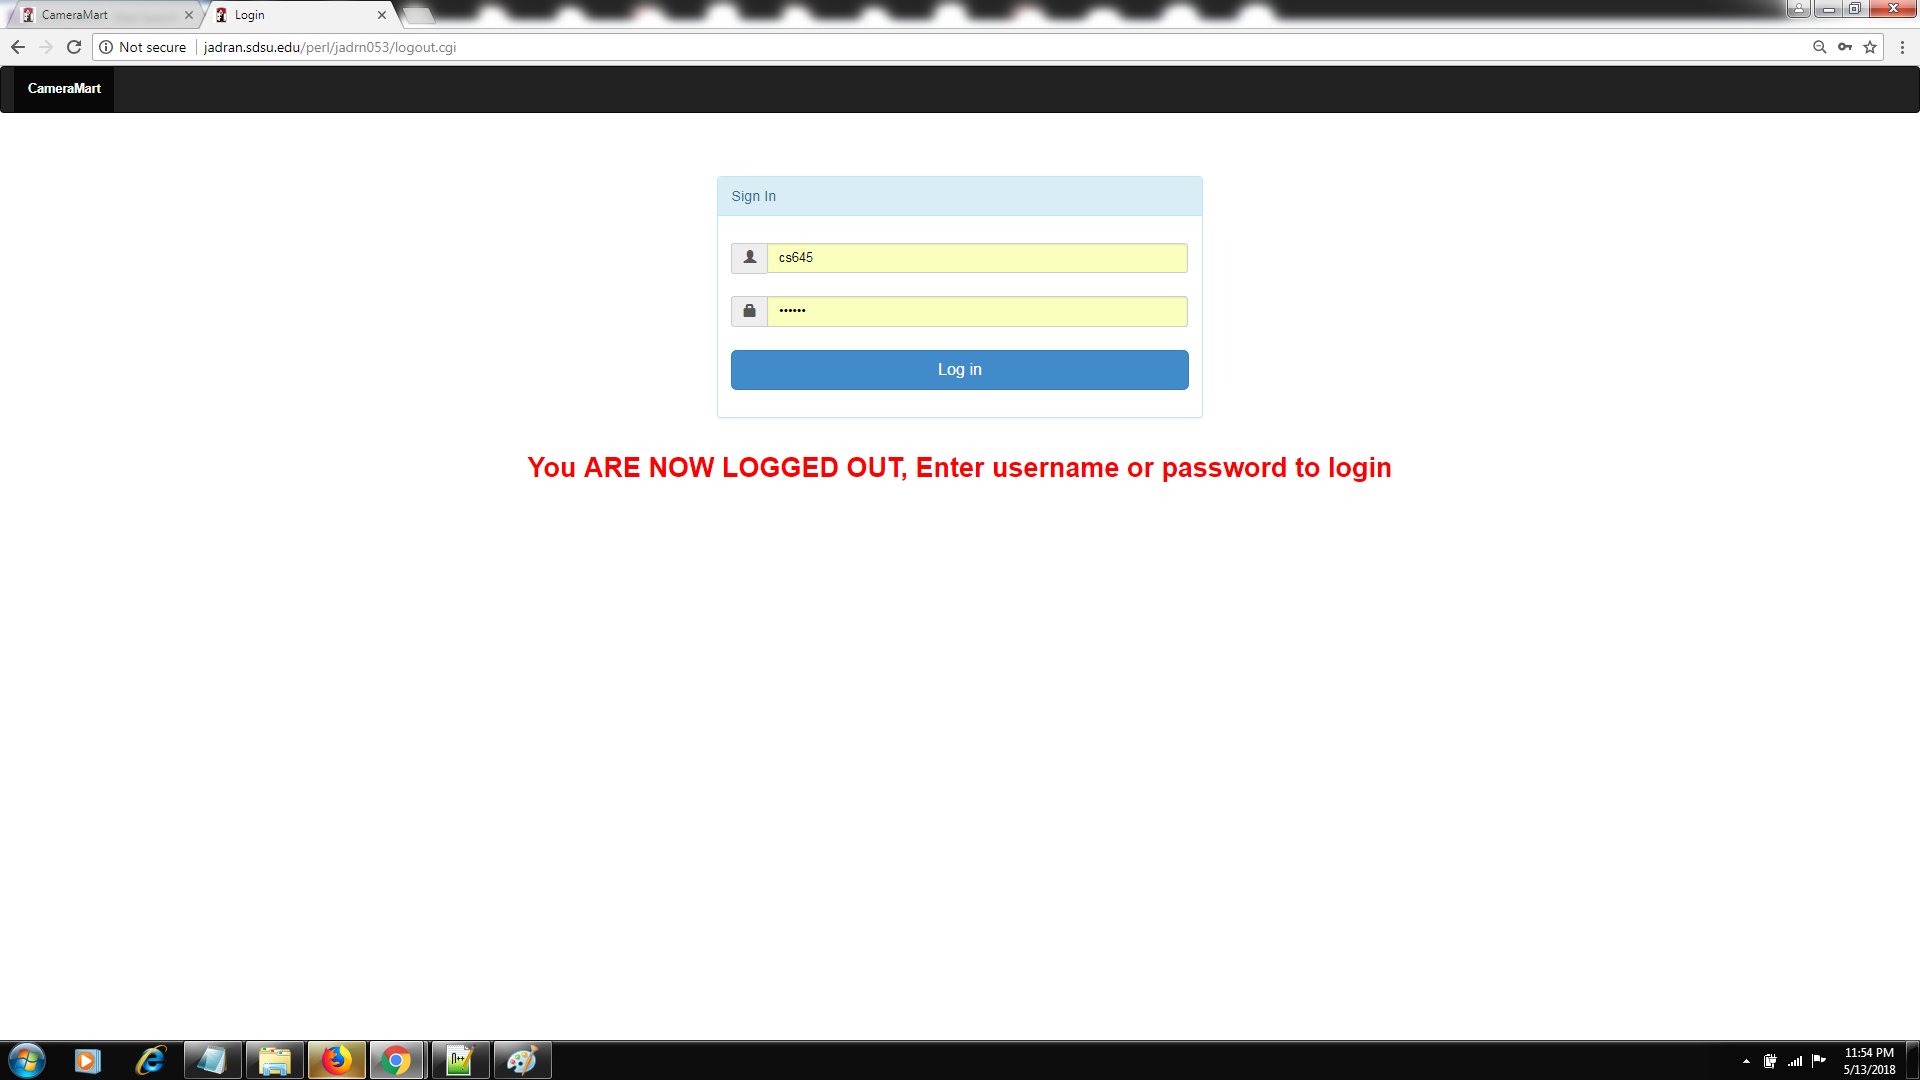 CameraMart
Login
Not secure
jadran.sdsu.edu/perl/jadrn053/logout.cgi
CameraMart
Sign In
cs645
••••••
Log in
You ARE NOW LOGGED OUT, Enter username or password to login
11:54 PM
5/13/2018